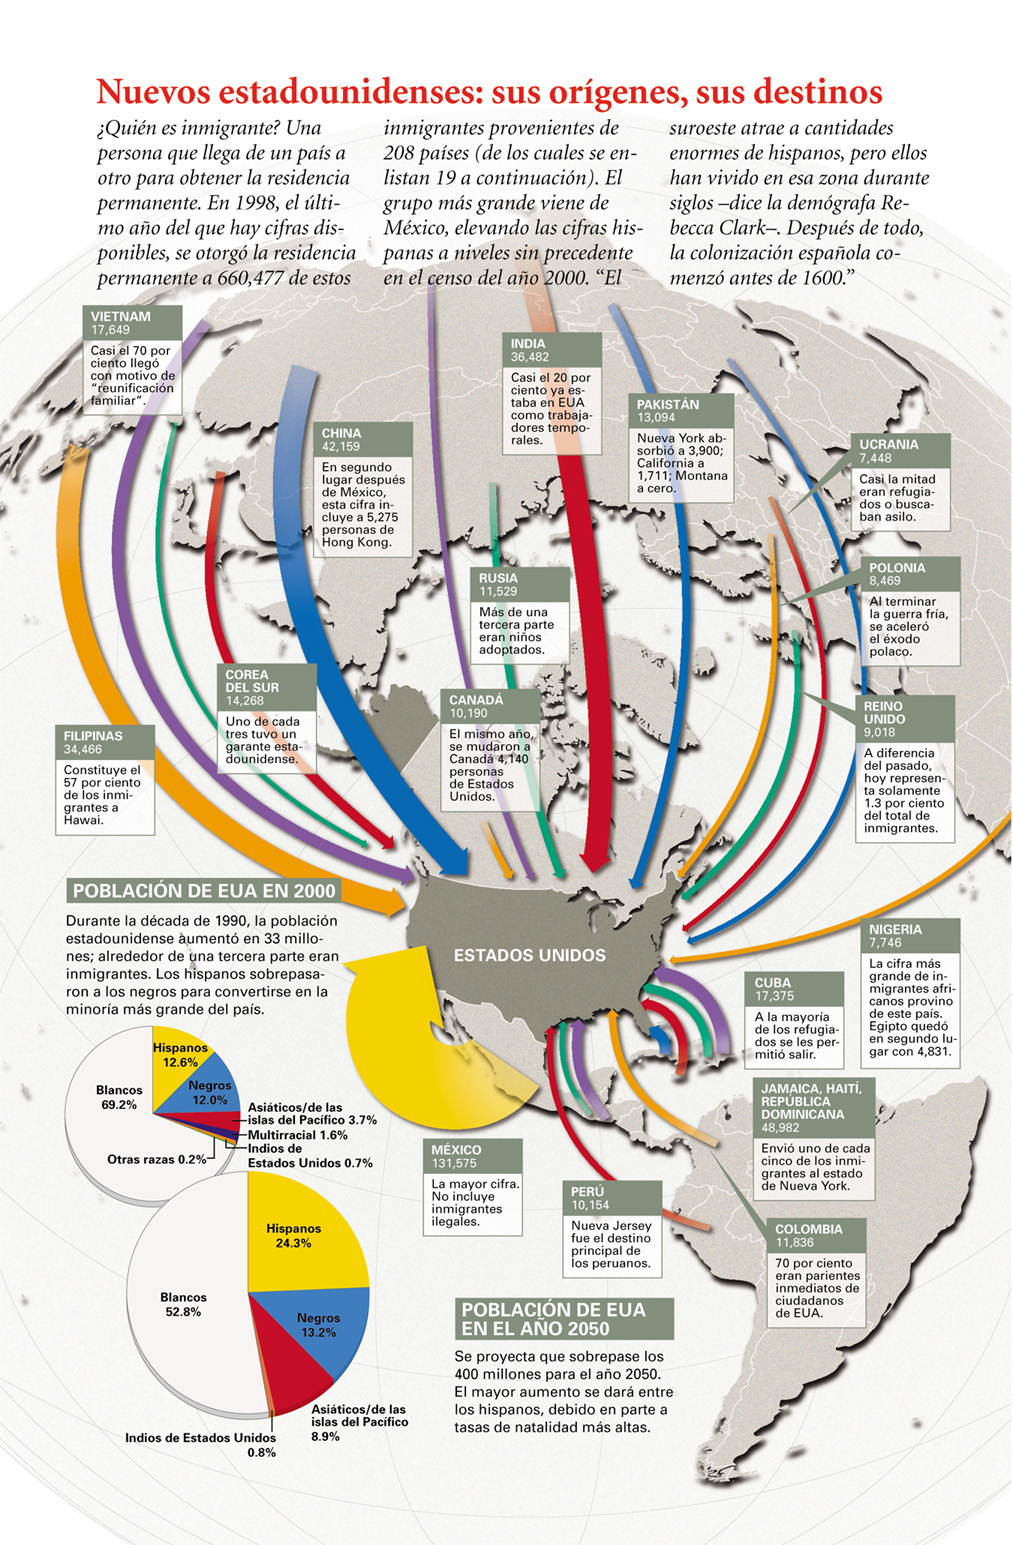 Nuevos estadounidenses: sus orígenes, sus destinos
¿Quién es inmigrante? Una
persona que llega de un país a
otro para obtener la residencia
permanente. En 1998, el últi-
mo año del que hay cifras dis-
ponibles, se otorgó la residencia
permanente a 660,477 de estos
inmigrantes provenientes de
208 países (de los cuales se en-
listan 19 a continuación). El
grupo más grande viene de
México, elevando las cifras his-
panas a niveles sin precedente
en el censo del año 2000. “El
suroeste atrae a cantidades
enormes de hispanos, pero ellos
han vivido en esa zona durante
siglos –dice la demógrafa Re-
becca Clark–. Después de todo,
la colonización española co-
menzó antes de 1600.”
VIETNAM
17,649
Casi el 70 por
ciento llegó
con motivo de
“reunificación
familiar”.
CHINA
42,159
En segundo
lugar después
de México,
esta cifra in-
cluye a 5,275
personas de
Hong Kong.
INDIA
36,482
Casi el 20 por
ciento ya es-
taba en EUA
como trabaja-
dores tempo-
rales.
PAKISTÁN
13,094
Nueva York ab-
sorbió a 3,900;
California a
1,711; Montana
a cero.
UCRANIA
7,448
Casi la mitad
eran refugia-
dos o busca-
ban asilo.
RUSIA
11,529
Más de una
tercera parte
eran niños
adoptados.
POLONIA
8,469
Al terminar
la guerra fría,
se aceleró
el éxodo
polaco.
COREA
DEL SUR
14,268
Uno de cada
tres tuvo un
garante esta-
dounidense.
CANADÁ
10,190
El mismo año,
se mudaron a
Canadá 4,140
personas
de Estados
Unidos.
REINO
UNIDO
9,018
A diferencia
del pasado,
hoy represen-
ta solamente
1.3 por ciento
del total de
inmigrantes.
FILIPINAS
34,466
Constituye el
57 por ciento
de los inmi-
grantes a
Hawai.
POBLACIÓN DE EUA EN 2000
Durante la década de 1990, la población
estadounidense aumentó en 33 millo-
nes; alrededor de una tercera parte eran
inmigrantes. Los hispanos sobrepasa-
ron a los negros para convertirse en la
minoría más grande del país.
ESTADOS UNIDOS
NIGERIA
7,746
La cifra más
grande de in-
migrantes afri-
canos provino
de este país.
Egipto quedó
en segundo lu-
gar con 4,831.
CUBA
17,375
A la mayoría
de los refugia-
dos se les per-
mitió salir.
Hispanos
12.6%
Negros
12.0%
Blancos
69.2%
Asiáticos/de las
islas del Pacífico 3.7%
Multirracial 1.6%
Indios de
Estados Unidos 0.7%
Otras razas 0.2%
JAMAICA, HAITÍ,
REPÚBLICA
DOMINICANA
48,982
Envió uno de cada
cinco de los inmi-
grantes al estado
de Nueva York.
MÉXICO
131,575
La mayor cifra.
No incluye
inmigrantes
ilegales.
PERÚ
10,154
Nueva Jersey
fue el destino
principal de
los peruanos.
COLOMBIA
11,836
70 por ciento
eran parientes
inmediatos de
ciudadanos
de EUA.
Hispanos
24.3%
Blancos
52.8%
Negros
13.2%
Asiáticos/de las
islas del Pacífico
8.9%
Indios de Estados Unidos
0.8%
POBLACIÓN DE EUA
EN EL AÑO 2050
Se proyecta que sobrepase los
400 millones para el año 2050.
El mayor aumento se dará entre
los hispanos, debido en parte a
tasas de natalidad más altas.